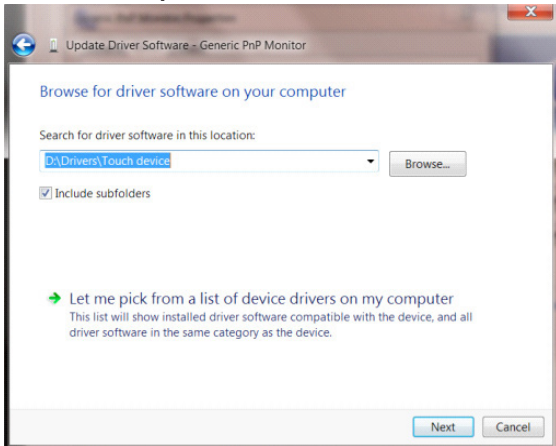 Update Driver Software - Generic PnP Monitor
Browse for driver software on your computer
Search for driver software in this location:
D:\Drivers\Touch device
Browse...
Include subfolders
Let me pick from a list of device drivers on my computer
This list will show installed driver software compatible with the device, and all
driver software in the same category as the device.
Next
Cancel